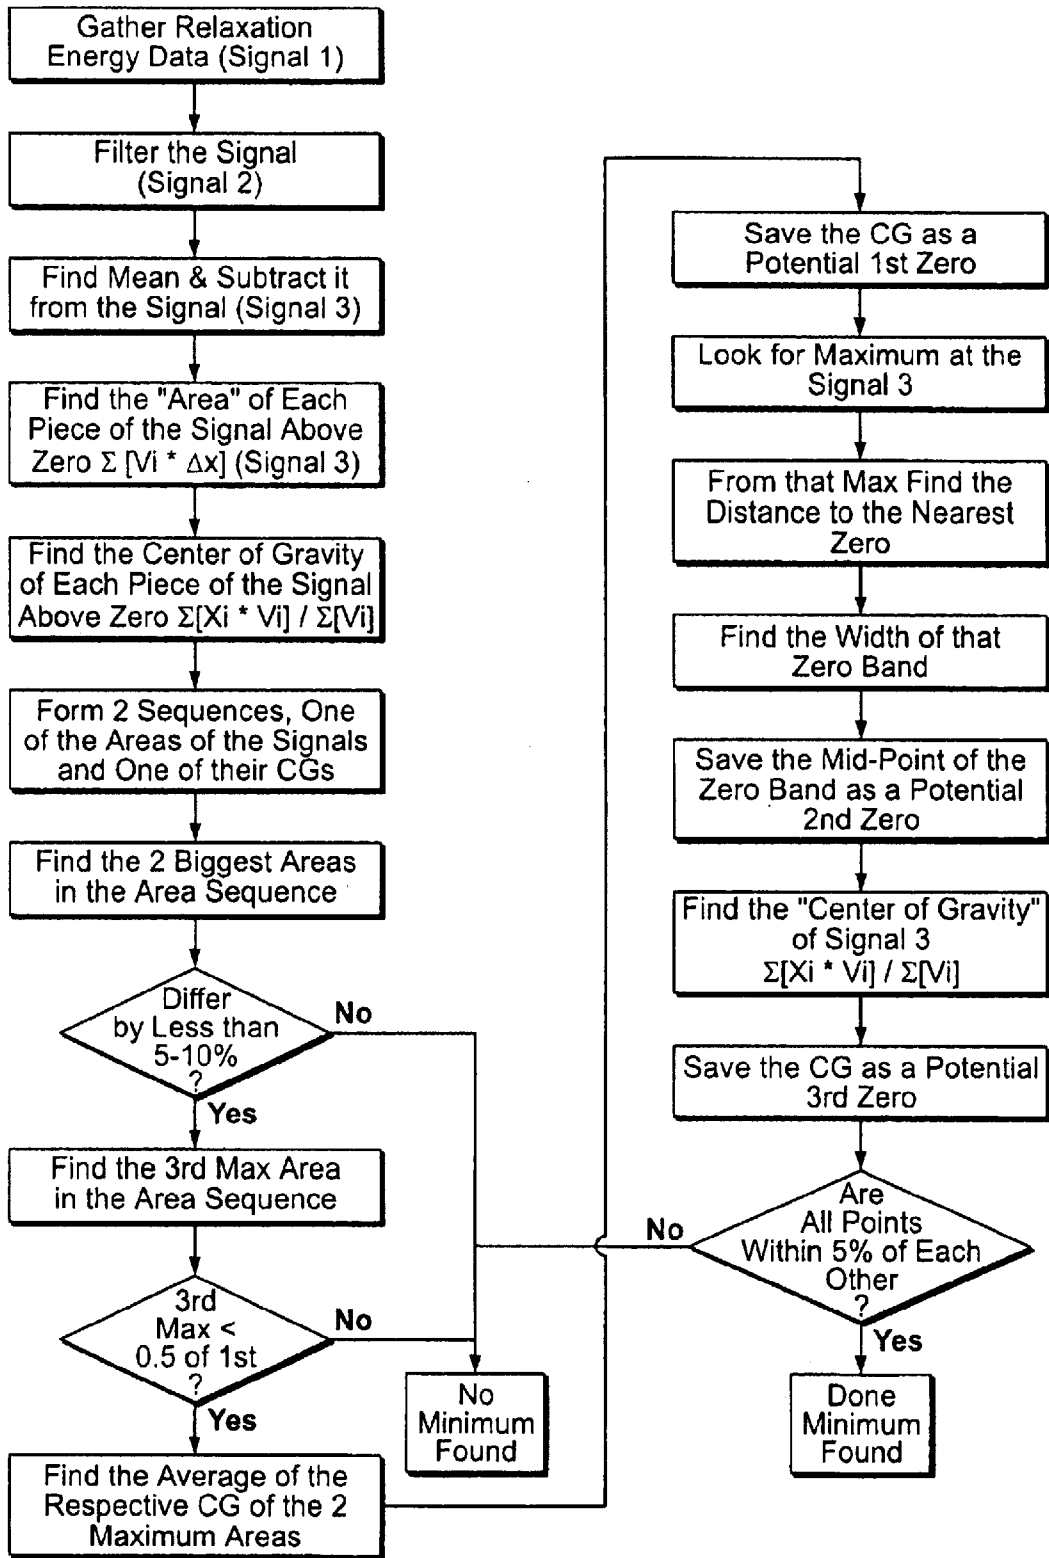 Gather Relaxation
Energy Data (Signal 1)
Filter the Signal
(Signal 2)
Find Mean & Subtract it
from the Signal (Signal 3)
Find the "Area" of Each
Piece of the Signal Above
Zero Σ [Vi * Δx] (Signal 3)
Find the Center of Gravity
of Each Piece of the Signal
Above Zero Σ[Xi * Vi] / Σ[Vi]
Form 2 Sequences, One
of the Areas of the Signals
and One of their CGs
Find the 2 Biggest Areas
in the Area Sequence
Differ
by Less than
5-10%
?
No
Yes
Find the 3rd Max Area
in the Area Sequence
3rd
Max <
0.5 of 1st
?
No
Yes
Find the Average of the
Respective CG of the 2
Maximum Areas
No
Minimum
Found
Save the CG as a
Potential 1st Zero
Look for Maximum at the
Signal 3
From that Max Find the
Distance to the Nearest
Zero
Find the Width of that
Zero Band
Save the Mid-Point of the
Zero Band as a Potential
2nd Zero
Find the "Center of Gravity"
of Signal 3
Σ[Xi * Vi] / Σ[Vi]
Save the CG as a Potential
3rd Zero
Are
All Points
Within 5% of Each
Other
?
No
Yes
Done
Minimum
Found